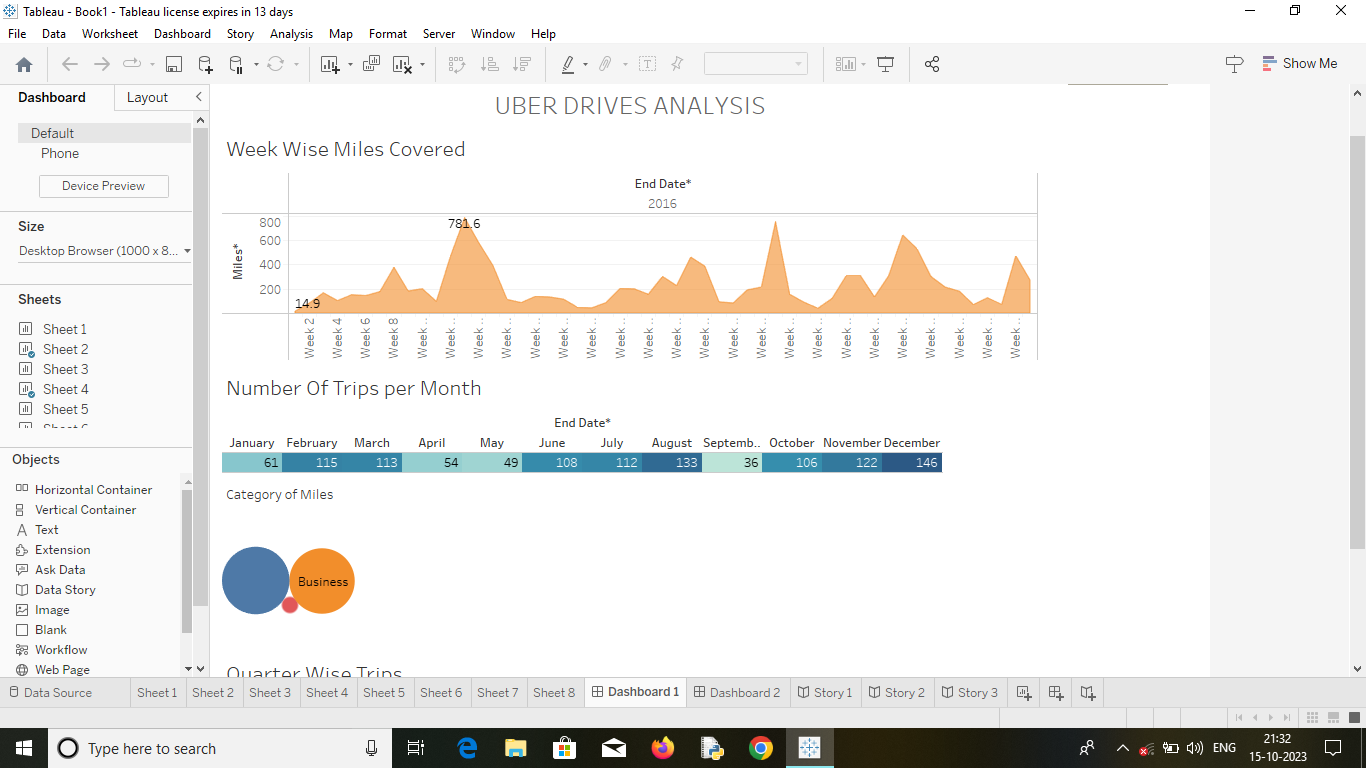 Tableau - Book1 - Tableau license expires in 13 days
File Data Worksheet Dashboard Story Analysis Map Format Server Window Help
Show Me
Dashboard Layout
Default
Phone
Device Preview
Size
Desktop Browser (1000 x 8...
Sheets
Sheet 1
Sheet 2
Sheet 3
Sheet 4
Sheet 5
Objects
Horizontal Container
Vertical Container
Text
Extension
Ask Data
Data Story
Image
Blank
Workflow
Web Page
UBER DRIVES ANALYSIS
Week Wise Miles Covered
End Date*
2016
Miles*
800
600
400
200
781.6
14.9
Week 2 Week 4 Week 6 Week 8 Week... Week... Week... Week... Week... Week... Week... Week... Week... Week... Week... Week... Week... Week... Week... Week... Week... Week... Week... Week... Week... Week...
Number Of Trips per Month
End Date*
January February March April May June July August Septemb.. October November December
61 115 113 54 49 108 112 133 36 106 122 146
Category of Miles
Business
Quarter Wise Trips
Data Source Sheet 1 Sheet 2 Sheet 3 Sheet 4 Sheet 5 Sheet 6 Sheet 7 Sheet 8 Dashboard 1 Dashboard 2 Story 1 Story 2 Story 3
Type here to search
ENG
21:32
15-10-2023